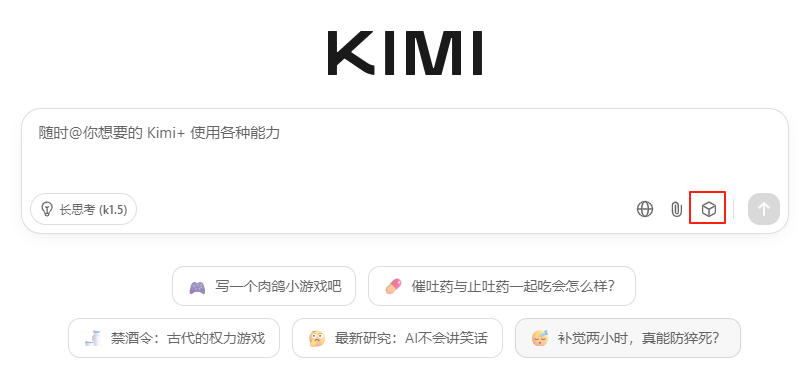 KIMI
随时@你想要的 Kimi+ 使用各种能力
长思考 (k1.5)
写一个肉鸽小游戏吧
催吐药与止吐药一起吃会怎么样？
禁酒令：古代的权力游戏
最新研究：AI不会讲笑话
补觉两小时，真能防猝死？